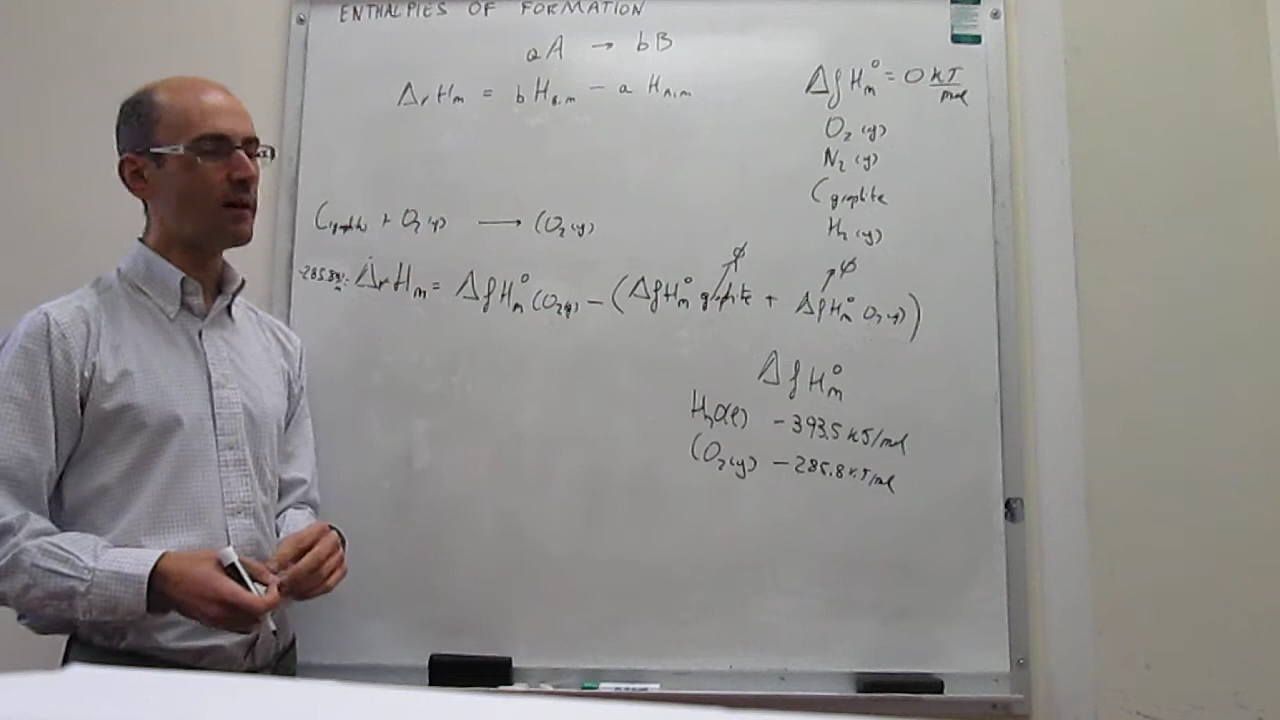 ENTHALPIES OF FORMATION
aA → bB
ΔrHm = b HB,m − a HA,m
ΔfH°m = 0 kJ/mol
O2 (g)
N2 (g)
C graphite
H2 (g)
C(graphite) + O2 (g) ⟶ CO2 (g)
-285.8 kJ/m = ΔrHm = ΔfH°m CO2(g) − (ΔfH°m graphite + ΔfH°m O2(g))
ϕ ϕ
ΔfH°m
H2O(ℓ) −393.5 kJ/mol
CO2(g) −285.8 kJ/mol